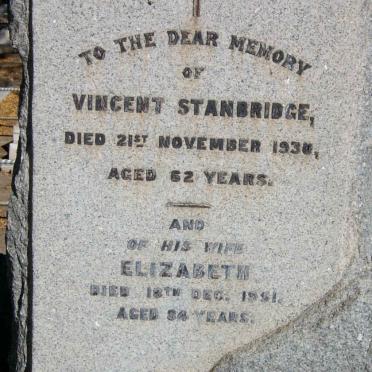 TO THE DEAR MEMORY
OF
VINCENT STANBRIDGE,
DIED 21ST NOVEMBER 1930,
AGED 62 YEARS.
AND
OF HIS WIFE
ELIZABETH
DIED 18TH DEC. 1951.
AGED 84 YEARS.